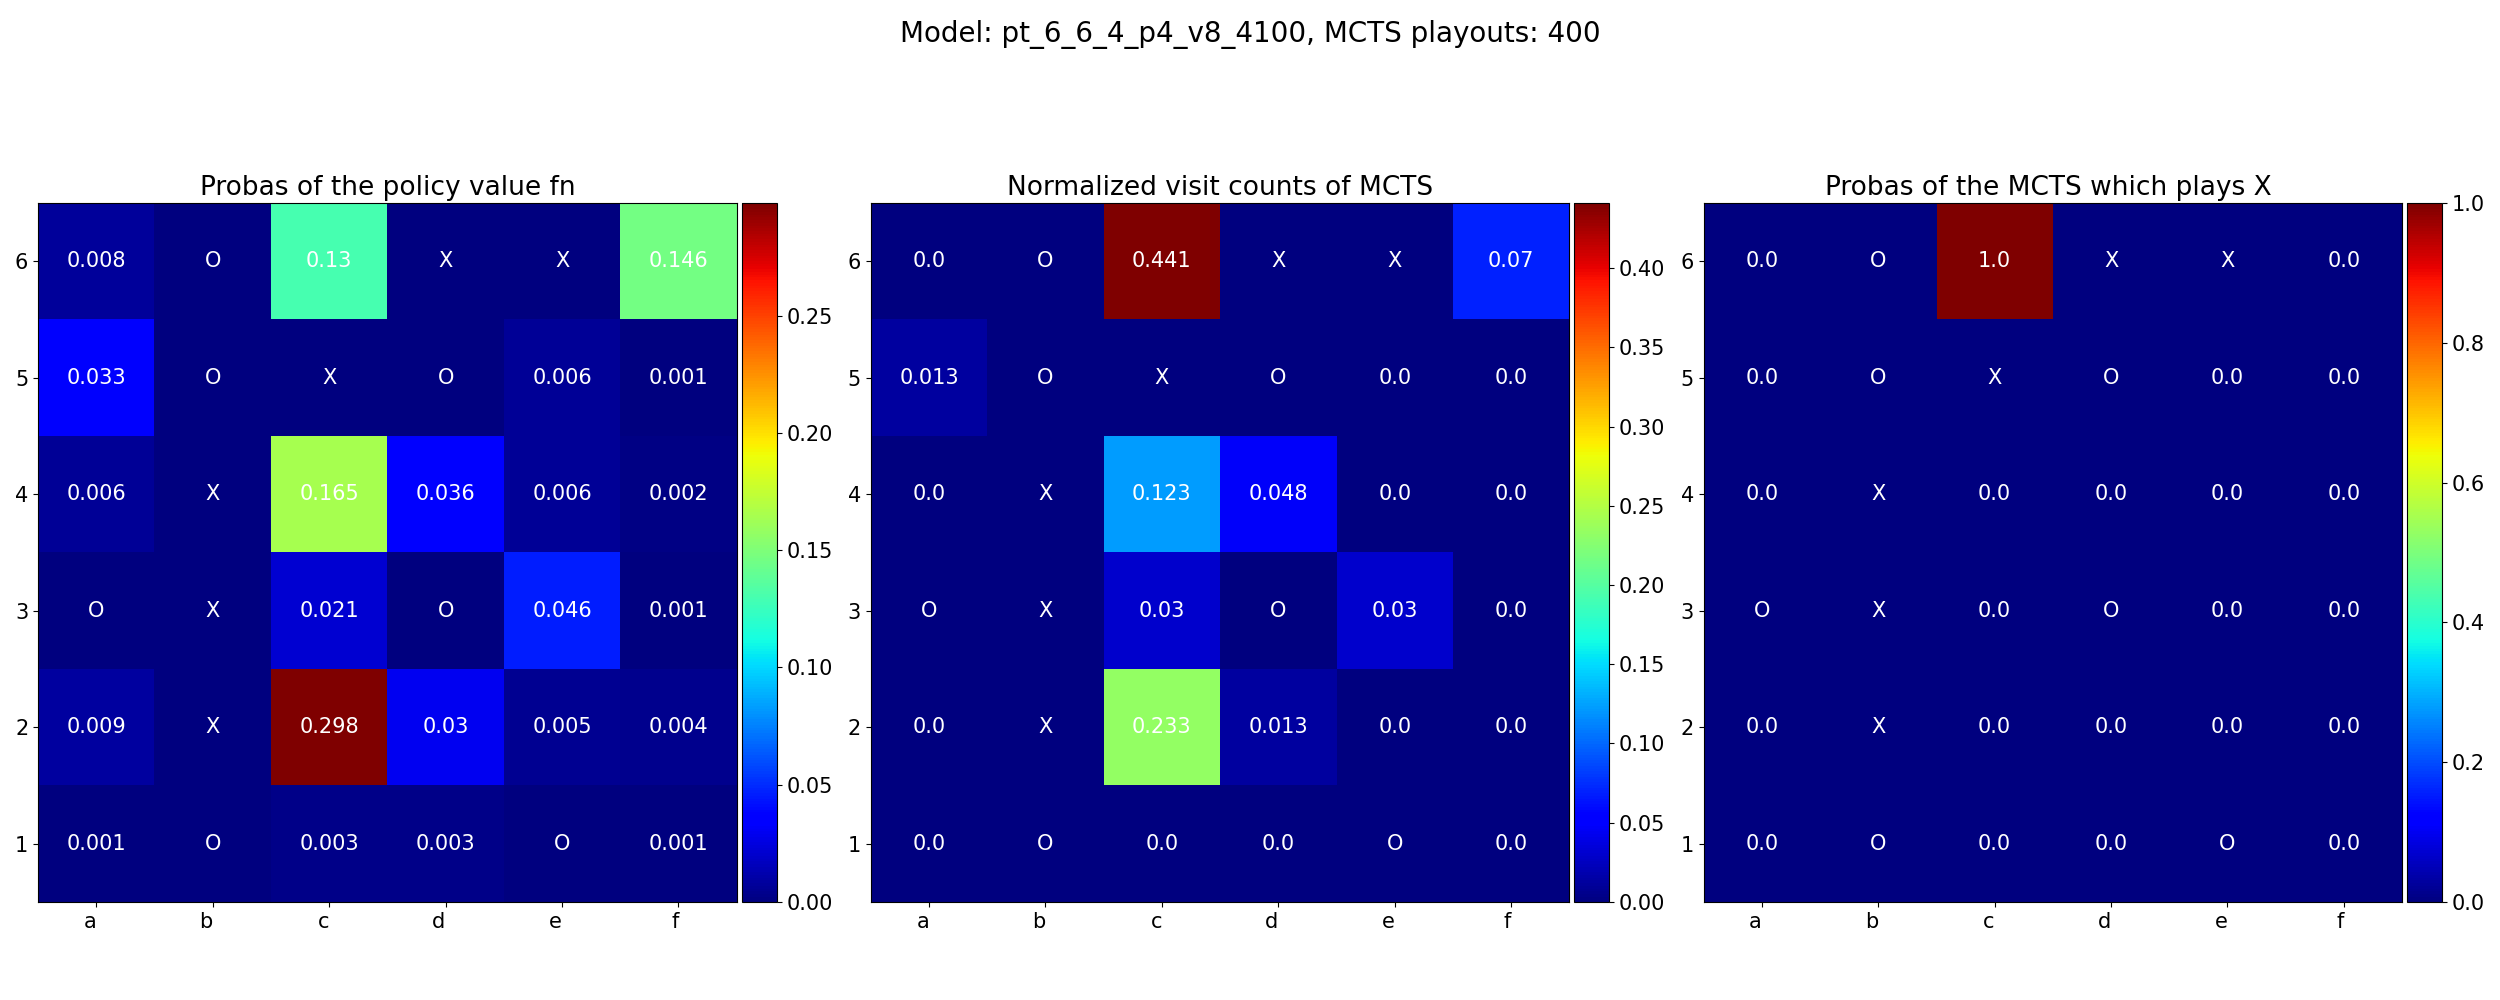 Model: pt_6_6_4_p4_v8_4100, MCTS playouts: 400
Probas of the policy value fn
6 0.008 O 0.13 X X 0.146
5 0.033 O X O 0.006 0.001
4 0.006 X 0.165 0.036 0.006 0.002
3 O X 0.021 O 0.046 0.001
2 0.009 X 0.298 0.03 0.005 0.004
1 0.001 O 0.003 0.003 O 0.001
a b c d e f
0.25
0.20
0.15
0.10
0.05
0.00
Normalized visit counts of MCTS
6 0.0 O 0.441 X X 0.07
5 0.013 O X O 0.0 0.0
4 0.0 X 0.123 0.048 0.0 0.0
3 O X 0.03 O 0.03 0.0
2 0.0 X 0.233 0.013 0.0 0.0
1 0.0 O 0.0 0.0 O 0.0
a b c d e f
0.40
0.35
0.30
0.25
0.20
0.15
0.10
0.05
0.00
Probas of the MCTS which plays X
6 0.0 O 1.0 X X 0.0
5 0.0 O X O 0.0 0.0
4 0.0 X 0.0 0.0 0.0 0.0
3 O X 0.0 O 0.0 0.0
2 0.0 X 0.0 0.0 0.0 0.0
1 0.0 O 0.0 0.0 O 0.0
a b c d e f
1.0
0.8
0.6
0.4
0.2
0.0